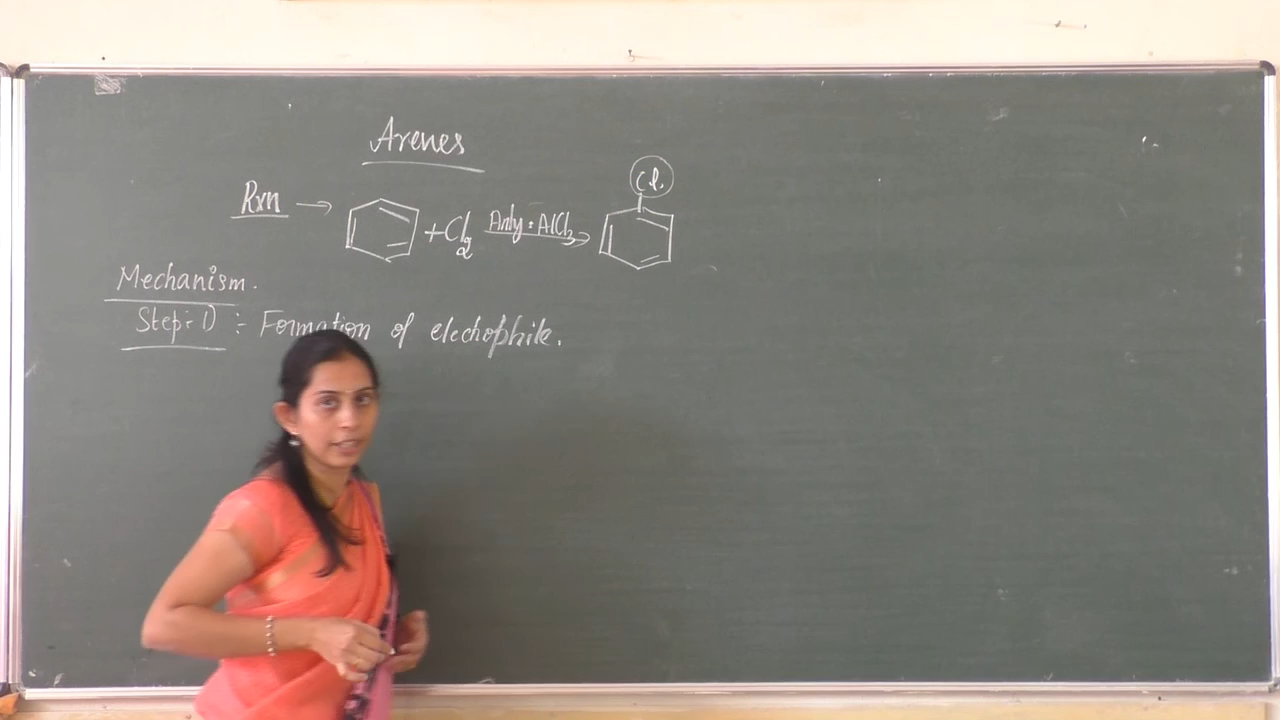 Arenes
Rxn → + Cl2 Anhy: AlCl3 → Cl
Mechanism.
Step:- 1) :- Formation of electrophile.